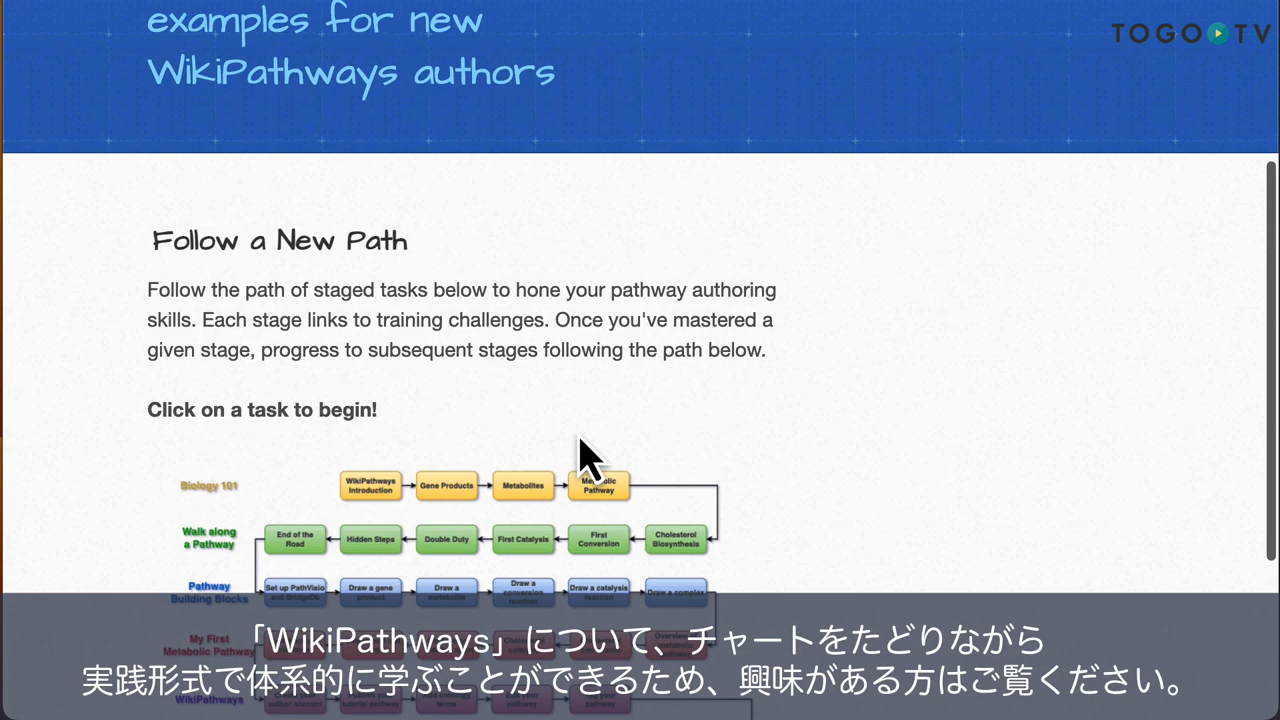 examples for new
WikiPathways authors
TOGO TV
Follow a New Path
Follow the path of staged tasks below to hone your pathway authoring
skills. Each stage links to training challenges. Once you've mastered a
given stage, progress to subsequent stages following the path below.
Click on a task to begin!
Biology 101
WikiPathways
Introduction
Gene Products
Metabolites
Pathway
Walk along
a Pathway
End of the
Road
Hidden Steps
Double Duty
First Catalysis
First
Conversion
Cholesterol
Biosynthesis
Pathway
Building Blocks
Set up PathVisio
and BridgeDb
Draw a gene
product
Draw a
metabolite
Draw a
conversion
reaction
Draw a catalysis
reaction
Draw a complex
My First
Metabolic Pathway
WikiPathways
「WikiPathways」について、チャートをたどりながら
実践形式で体系的に学ぶことができるため、興味がある方はご覧ください。